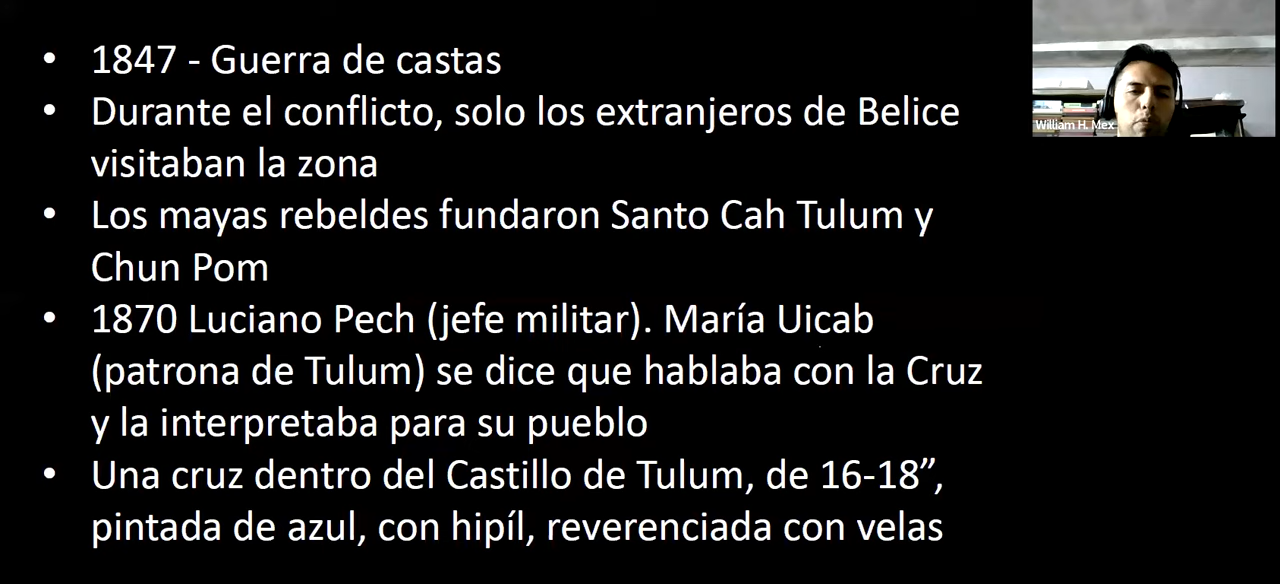 • 1847 - Guerra de castas
• Durante el conflicto, solo los extranjeros de Belice
visitaban la zona
• Los mayas rebeldes fundaron Santo Cah Tulum y
Chun Pom
• 1870 Luciano Pech (jefe militar). María Uicab
(patrona de Tulum) se dice que hablaba con la Cruz
y la interpretaba para su pueblo
• Una cruz dentro del Castillo de Tulum, de 16-18”,
pintada de azul, con hipíl, reverenciada con velas
William H. Mex